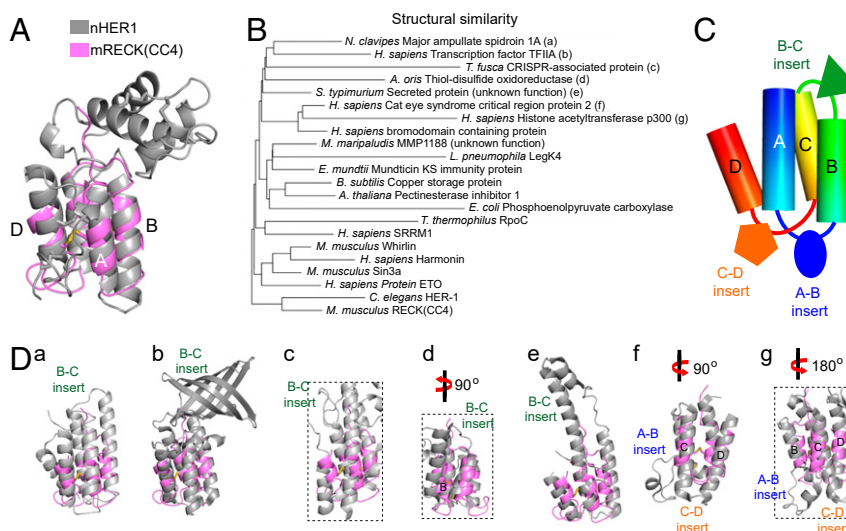 A
nHER1
mRECK(CC4)
D
A
B
B
Structural similarity
N. clavipes Major ampullate spidroin 1A (a)
H. sapiens Transcription factor TFIIA (b)
T. fusca CRISPR-associated protein (c)
A. oris Thiol-disulfide oxidoreductase (d)
S. typimurium Secreted protein (unknown function) (e)
H. sapiens Cat eye syndrome critical region protein 2 (f)
H. sapiens Histone acetyltransferase p300 (g)
H. sapiens bromodomain containing protein
M. maripaludis MMP1188 (unknown function)
L. pneumophila LegK4
E. mundtii Mundticin KS immunity protein
B. subtilis Copper storage protein
A. thaliana Pectinesterase inhibitor 1
E. coli Phosphoenolpyruvate carboxylase
T. thermophilus RpoC
H. sapiens SRRM1
M. musculus Whirlin
H. sapiens Harmonin
M. musculus Sin3a
H. sapiens Protein ETO
C. elegans HER-1
M. musculus RECK(CC4)
C
B-C
insert
D
A
C
B
C-D
insert
A-B
insert
D
a
B-C
insert
b
B-C
insert
c
B-C
insert
d
90°
B-C
insert
B
e
B-C
insert
f
90°
A-B
insert
C
D
C-D
insert
g
180°
B
C
D
A-B
insert
C-D
insert